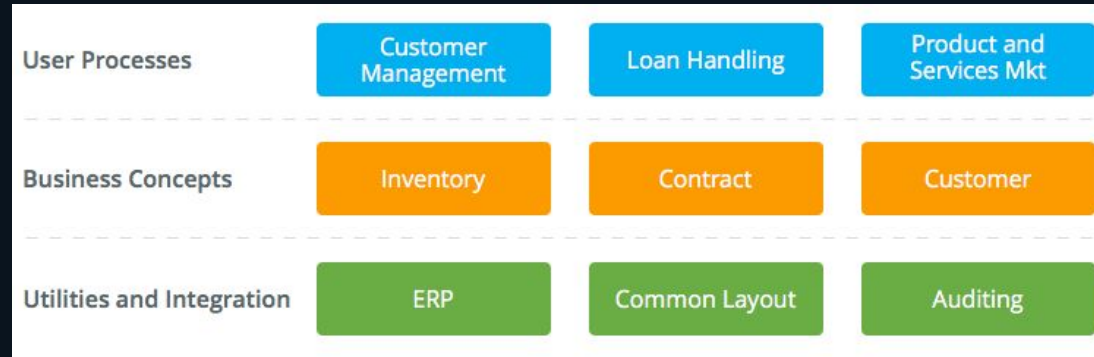 User Processes
Customer
Management
Loan Handling
Product and
Services Mkt
Business Concepts
Inventory
Contract
Customer
Utilities and Integration
ERP
Common Layout
Auditing